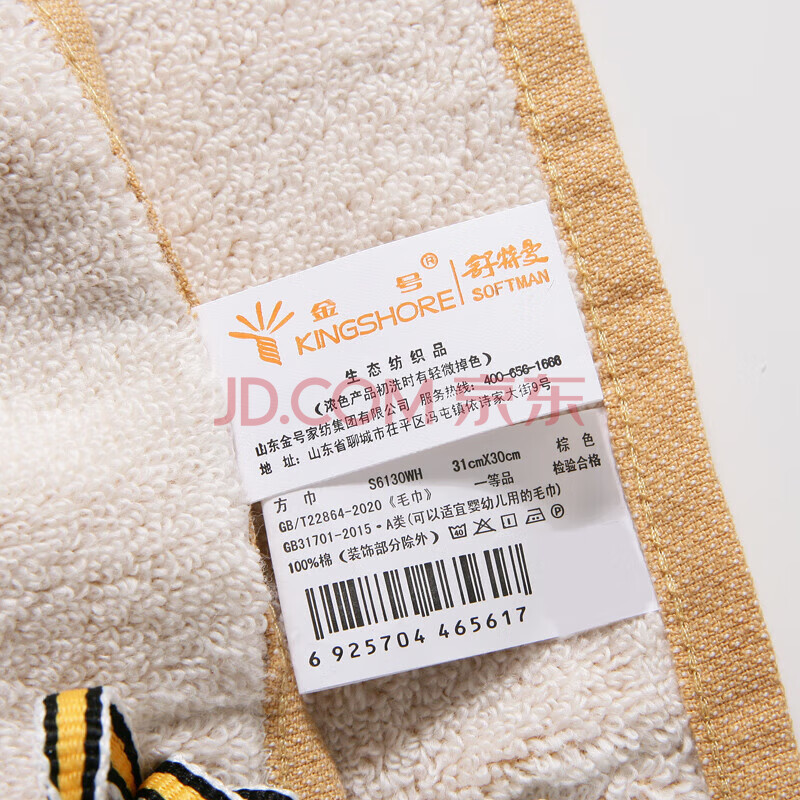 金号® 舒特曼
KINGSHORE SOFTMAN
生态纺织品
(浓色产品初洗时有轻微掉色)
山东金号家纺集团有限公司 服务热线: 400-656-1666
地 址: 山东省聊城市茌平区冯屯镇依诗家大街9号
JD.COM 京东
方 巾 S6130WH 31cmX30cm 棕 色
GB/T22864-2020《毛巾》 一等品 检验合格
GB31701-2015·A类(可以适宜婴幼儿用的毛巾)
100%棉 (装饰部分除外) 40 P
6 925704 465617